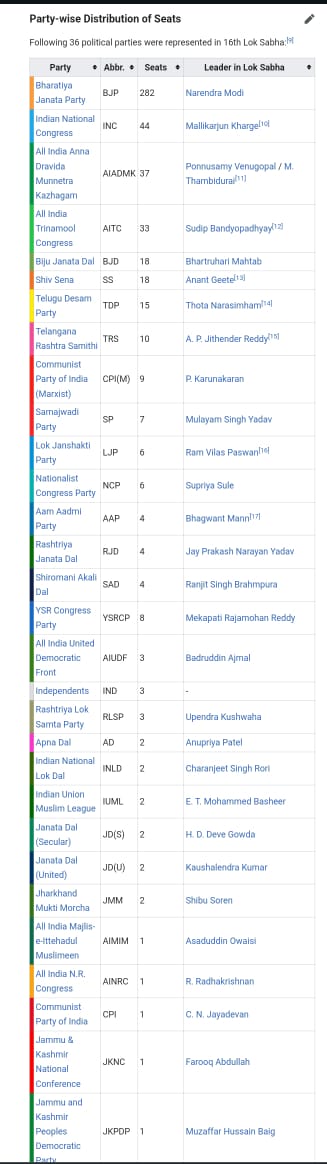 Party-wise Distribution of Seats
Following 36 political parties were represented in 16th Lok Sabha:[9]
Party Abbr. Seats Leader in Lok Sabha
Bharatiya
Janata Party BJP 282 Narendra Modi
Indian National
Congress INC 44 Mallikarjun Kharge[10]
All India Anna
Dravida
Munnetra
Kazhagam AIADMK 37 Ponnusamy Venugopal / M.
Thambidurai[11]
All India
Trinamool
Congress AITC 33 Sudip Bandyopadhyay[12]
Biju Janata Dal BJD 18 Bhartruhari Mahtab
Shiv Sena SS 18 Anant Geete[13]
Telugu Desam
Party TDP 15 Thota Narasimham[14]
Telangana
Rashtra Samithi TRS 10 A. P. Jithender Reddy[15]
Communist
Party of India
(Marxist) CPI(M) 9 P. Karunakaran
Samajwadi
Party SP 7 Mulayam Singh Yadav
Lok Janshakti
Party LJP 6 Ram Vilas Paswan[16]
Nationalist
Congress Party NCP 6 Supriya Sule
Aam Aadmi
Party AAP 4 Bhagwant Mann[17]
Rashtriya
Janata Dal RJD 4 Jay Prakash Narayan Yadav
Shiromani Akali
Dal SAD 4 Ranjit Singh Brahmpura
YSR Congress
Party YSRCP 8 Mekapati Rajamohan Reddy
All India United
Democratic
Front AIUDF 3 Badruddin Ajmal
Independents IND 3 -
Rashtriya Lok
Samta Party RLSP 3 Upendra Kushwaha
Apna Dal AD 2 Anupriya Patel
Indian National
Lok Dal INLD 2 Charanjeet Singh Rori
Indian Union
Muslim League IUML 2 E. T. Mohammed Basheer
Janata Dal
(Secular) JD(S) 2 H. D. Deve Gowda
Janata Dal
(United) JD(U) 2 Kaushalendra Kumar
Jharkhand
Mukti Morcha JMM 2 Shibu Soren
All India Majlis-
e-Ittehadul
Muslimeen AIMIM 1 Asaduddin Owaisi
All India N.R.
Congress AINRC 1 R. Radhakrishnan
Communist
Party of India CPI 1 C. N. Jayadevan
Jammu &
Kashmir
National
Conference JKNC 1 Farooq Abdullah
Jammu and
Kashmir
Peoples
Democratic
Party JKPDP 1 Muzaffar Hussain Baig